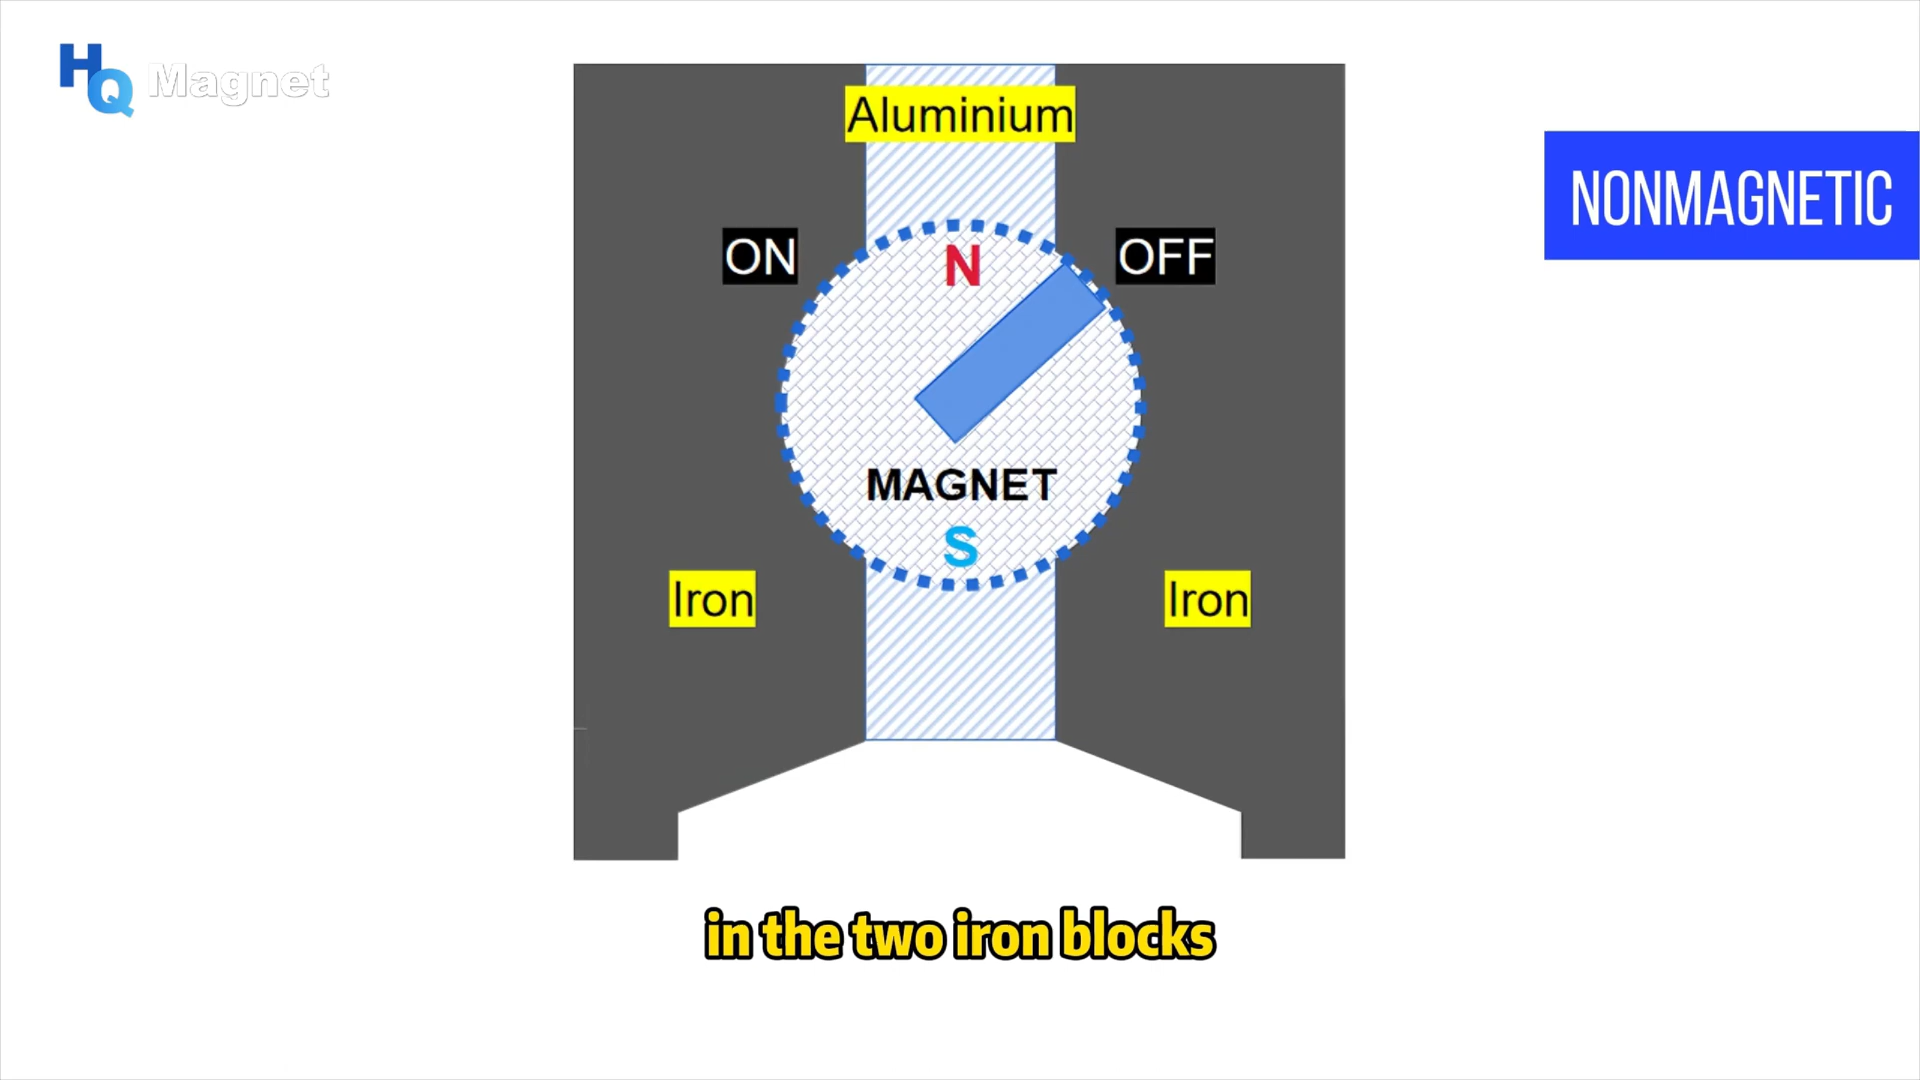 HQ Magnet
Aluminium
NONMAGNETIC
ON
N
OFF
MAGNET
S
Iron
Iron
in the two iron blocks